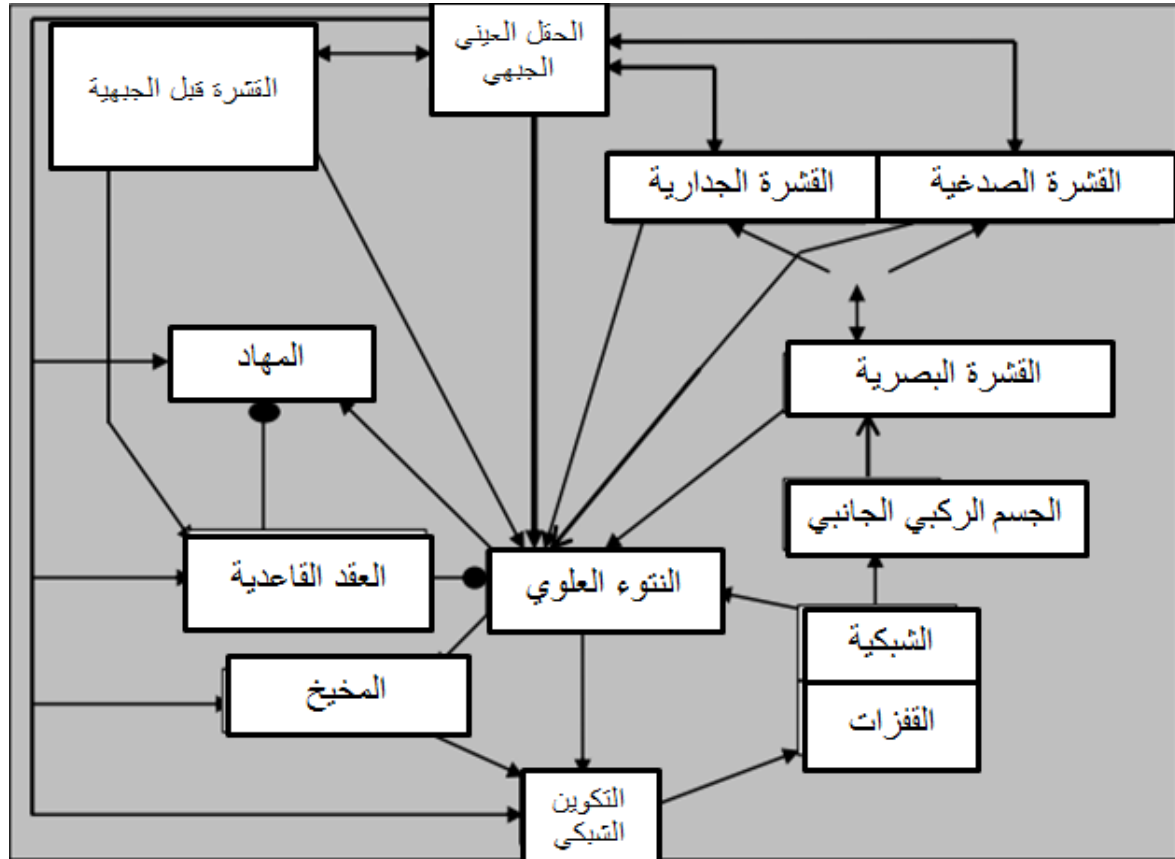 الحقل العيني
الجبهي
القشرة قبل الجبهية
القشرة الجدارية
القشرة الصدغية
المهاد
القشرة البصرية
الجسم الركبي الجانبي
العقد القاعدية
النتوء العلوي
الشبكية
المخيخ
القفزات
التكوين
الشبكي